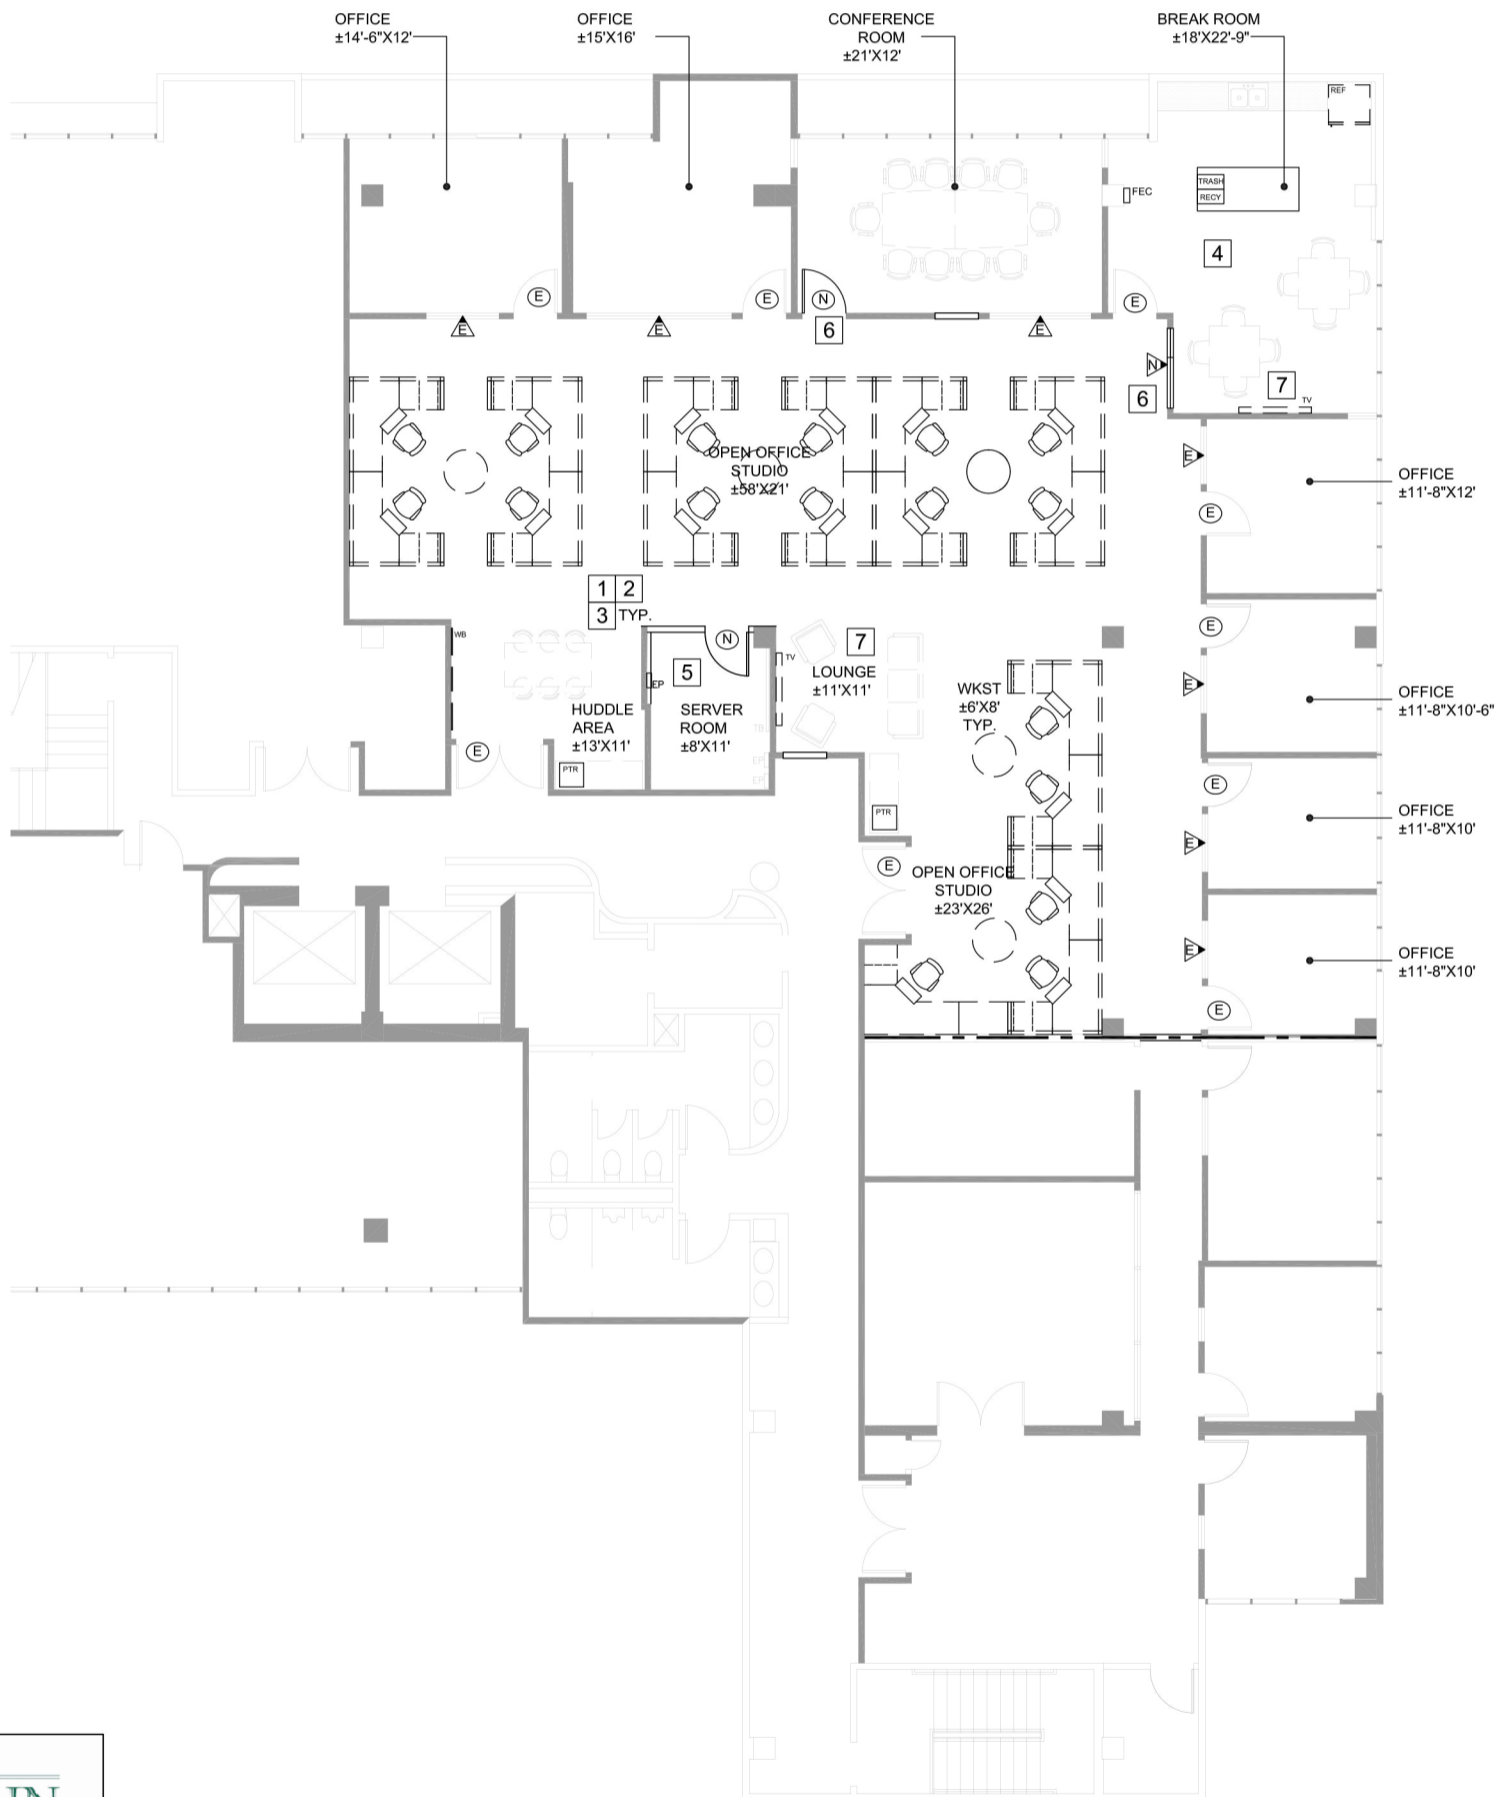 OFFICE
±14'-6"X12'
OFFICE
±15'X16'
CONFERENCE
ROOM
±21'X12'
BREAK ROOM
±18'X22'-9"
REF
TRASH
RECY
FEC
4
E
E
N
E
E
E
6
E
N
6
7
TV
E
OPEN OFFICE
STUDIO
±58'X21'
OFFICE
±11'-8"X12'
E
1 2
3 TYP.
WB
N
5
EP
TV
7
LOUNGE
±11'X11'
E
WKST
±6'X8'
TYP.
E
OFFICE
±11'-8"X10'-6"
HUDDLE
AREA
±13'X11'
SERVER
ROOM
±8'X11'
TB
EP
EP
E
PTR
E
PTR
OFFICE
±11'-8"X10'
E
E
OPEN OFFICE
STUDIO
±23'X26'
E
OFFICE
±11'-8"X10'
E